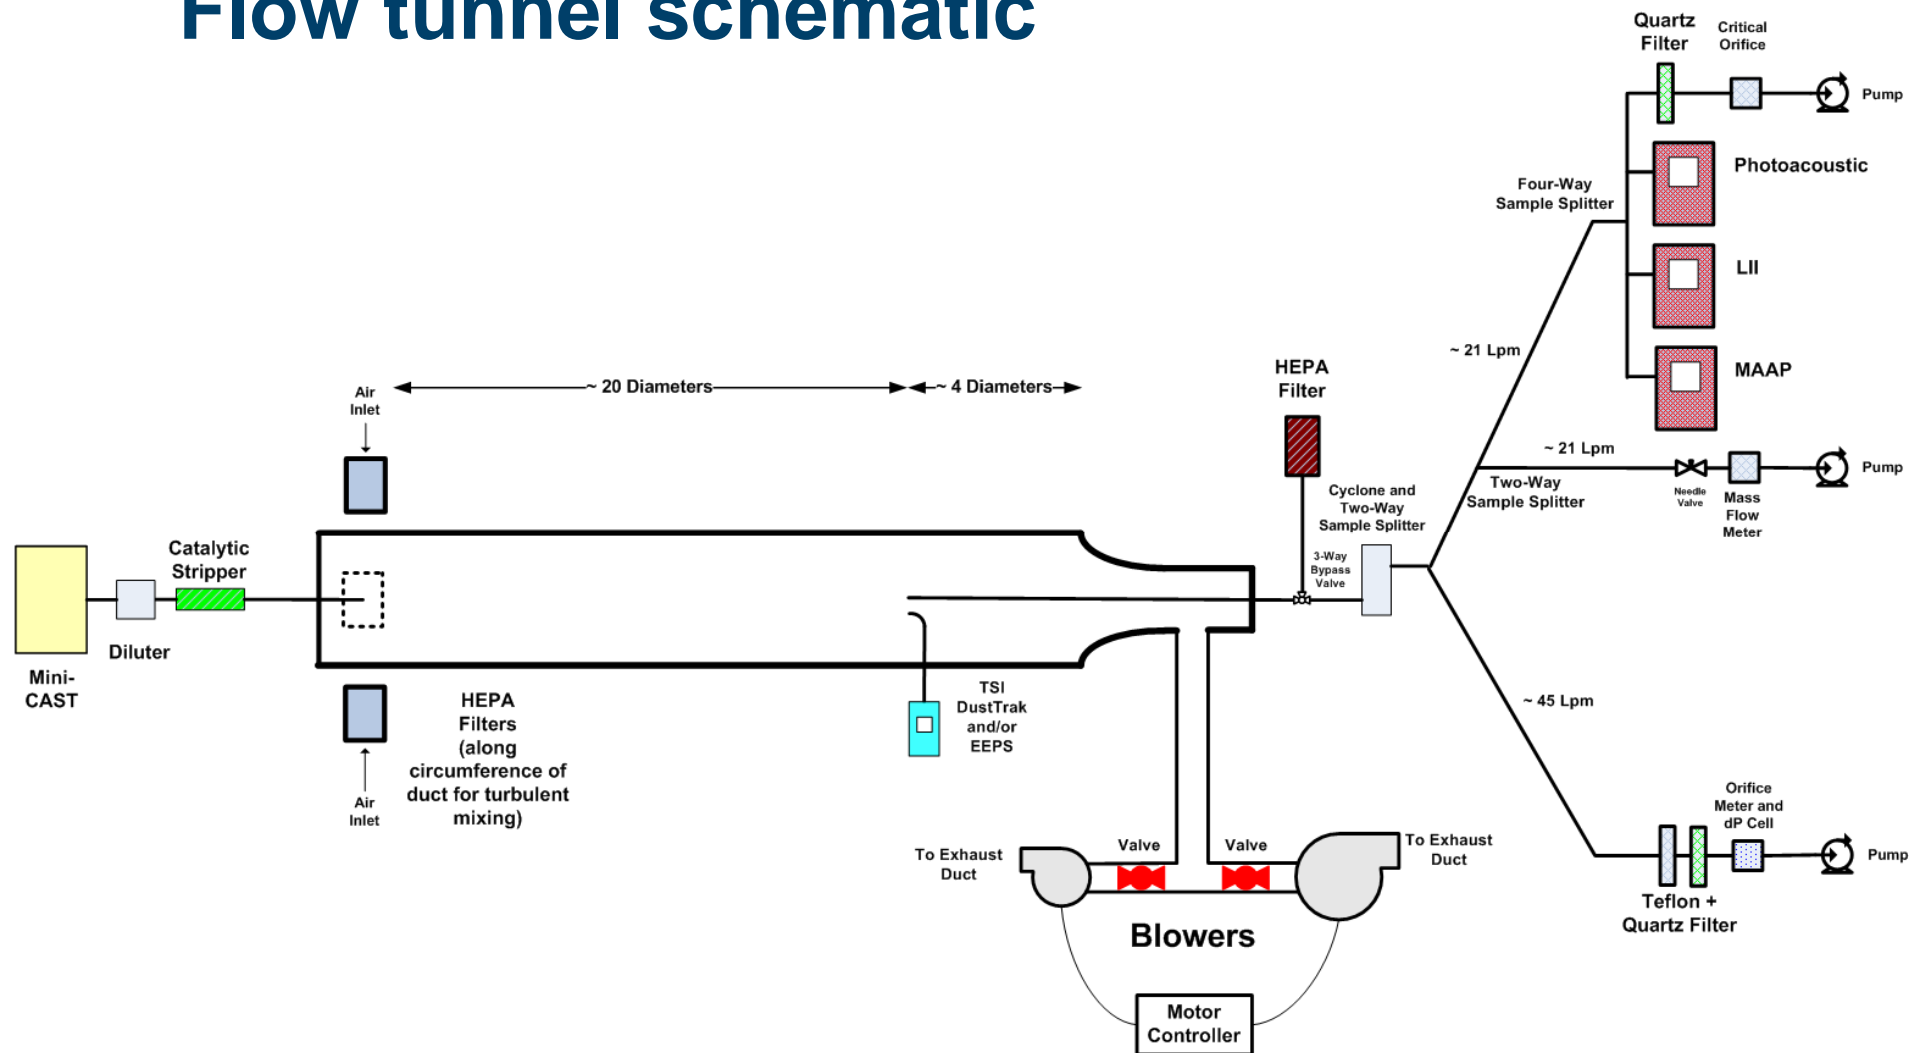 Flow tunnel schematic
Quartz
Filter
Critical
Orifice
Pump
Photoacoustic
Four-Way
Sample Splitter
LII
~ 21 Lpm
MAAP
HEPA
Filter
~ 20 Diameters
~ 4 Diameters
Air
Inlet
~ 21 Lpm
Pump
Two-Way
Sample Splitter
Needle
Valve
Mass
Flow
Meter
Cyclone and
Two-Way
Sample Splitter
3-Way
Bypass
Valve
Catalytic
Stripper
Diluter
Mini-
CAST
HEPA
Filters
(along
circumference of
duct for turbulent
mixing)
TSI
DustTrak
and/or
EEPS
~ 45 Lpm
Air
Inlet
Orifice
Meter and
dP Cell
Pump
To Exhaust
Duct
Valve
Valve
To Exhaust
Duct
Teflon +
Quartz Filter
Blowers
Motor
Controller